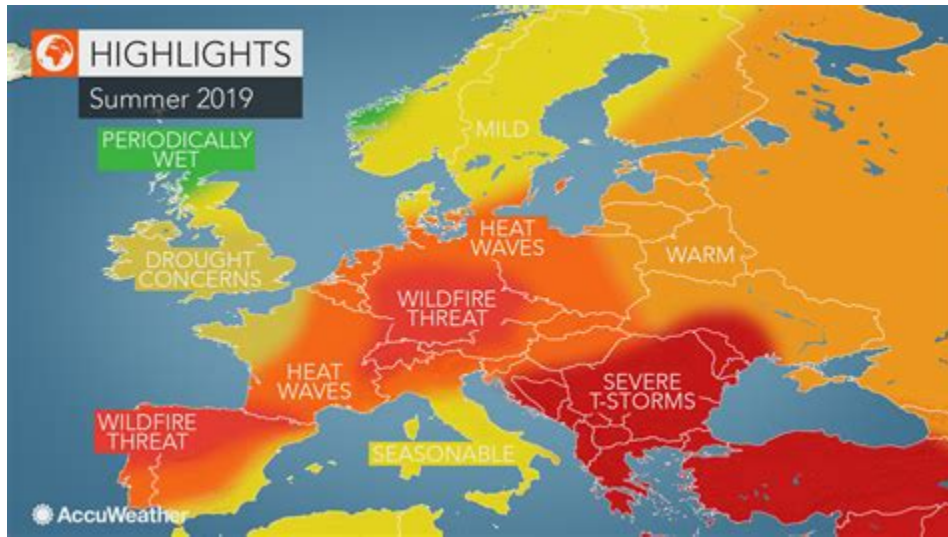 HIGHLIGHTS
Summer 2019
PERIODICALLY
WET
MILD
HEAT
WAVES
DROUGHT
CONCERNS
WARM
WILDFIRE
THREAT
HEAT
WAVES
SEVERE
T-STORMS
WILDFIRE
THREAT
SEASONABLE
AccuWeather